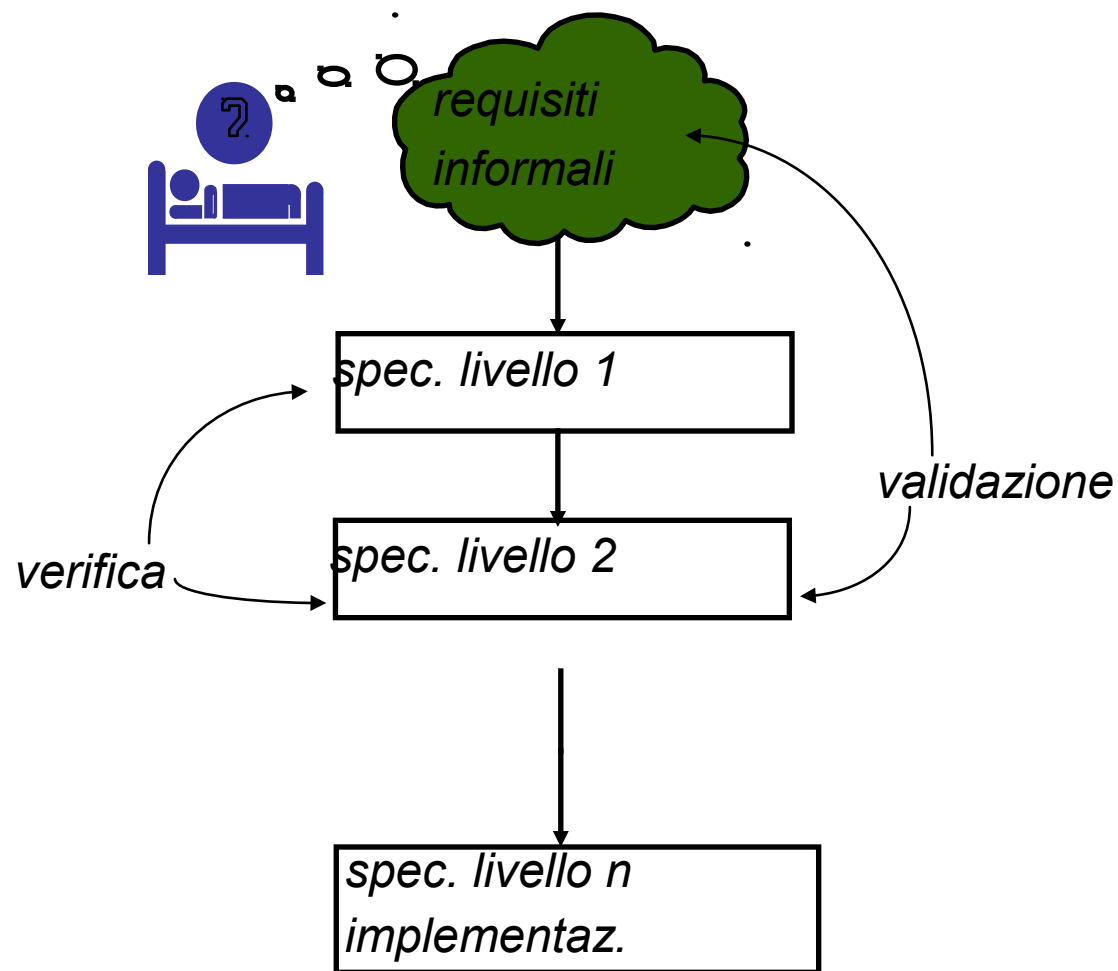 ?
requisiti
informali
spec. livello 1
validazione
spec. livello 2
verifica
spec. livello n
implementaz.